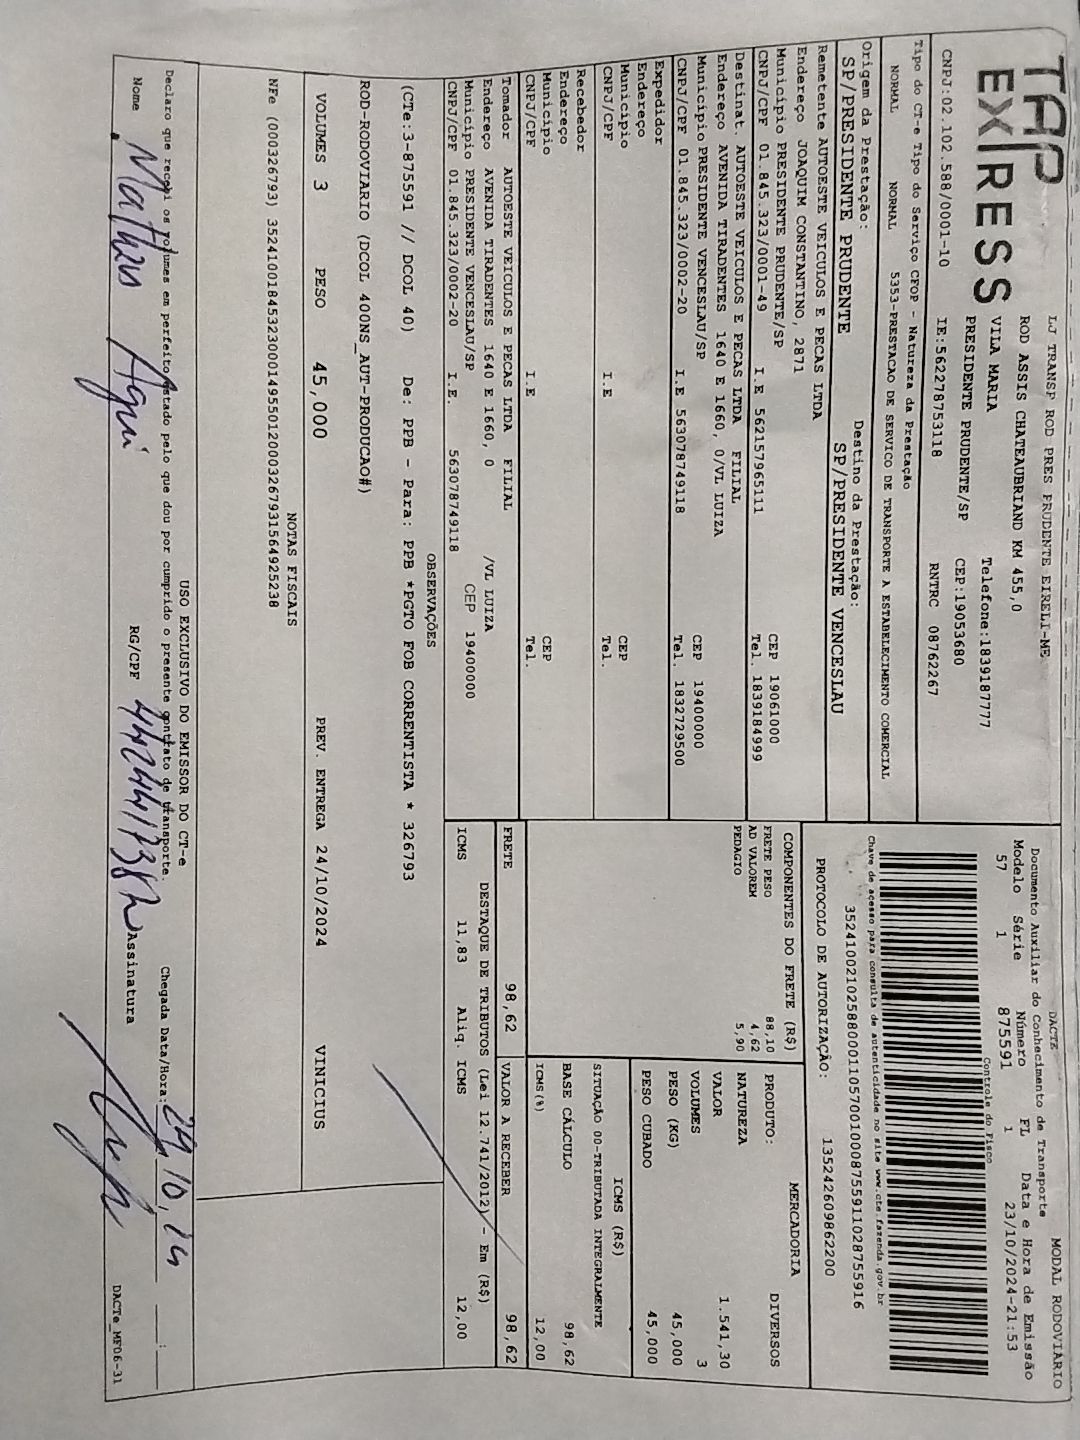 TAP
EXPRESS
LJ TRANSP ROD PRES PRUDENTE EIRELI-ME
ROD ASSIS CHATEAUBRIAND KM 455,0
VILA MARIA Telefone:1839187777
PRESIDENTE PRUDENTE/SP CEP:19053680
CNPJ:02.102.588/0001-10 IE:562278753118 RNTRC 08762267
Tipo do CT-e Tipo do Serviço CFOP - Natureza da Prestação
NORMAL NORMAL 5353-PRESTACAO DE SERVICO DE TRANSPORTE A ESTABELECIMENTO COMERCIAL
Origem da Prestação: Destino da Prestação:
SP/PRESIDENTE PRUDENTE SP/PRESIDENTE VENCESLAU
Remetente AUTOESTE VEICULOS E PECAS LTDA
Endereço JOAQUIM CONSTANTINO, 2871
Município PRESIDENTE PRUDENTE/SP CEP 19061000
CNPJ/CPF 01.845.323/0001-49 I.E 562157965111 Tel. 1839184999
Destinat. AUTOESTE VEICULOS E PECAS LTDA FILIAL
Endereço AVENIDA TIRADENTES 1640 E 1660, 0/VL LUIZA
Município PRESIDENTE VENCESLAU/SP CEP 19400000
CNPJ/CPF 01.845.323/0002-20 I.E 563078749118 Tel. 1832729500
Expedidor
Endereço
Município CEP
CNPJ/CPF I.E Tel.
Recebedor
Endereço
Município CEP
CNPJ/CPF I.E Tel.
Tomador AUTOESTE VEICULOS E PECAS LTDA FILIAL
Endereço AVENIDA TIRADENTES 1640 E 1660, 0 /VL LUIZA
Município PRESIDENTE VENCESLAU/SP CEP 19400000
CNPJ/CPF 01.845.323/0002-20 I.E. 563078749118
DACTE MODAL RODOVIÁRIO
Documento Auxiliar do Conhecimento de Transporte
Modelo Série Número FL Data e Hora de Emissão
57 1 875591 1 23/10/2024-21:53
Controle do Fisco
Chave de acesso para consulta de autenticidade no site www.cte.fazenda.gov.br
35241002102588000110570010008755911028755916
PROTOCOLO DE AUTORIZAÇÃO: 135242609862200
COMPONENTES DO FRETE (R$)
FRETE PESO 88,10
AD VALOREM 4,62
PEDAGIO 5,90
MERCADORIA
PRODUTO: DIVERSOS
NATUREZA
VALOR 1.541,30
VOLUMES 3
PESO (KG) 45,000
PESO CUBADO 45,000
ICMS (R$)
SITUAÇÃO 00-TRIBUTADA INTEGRALMENTE
BASE CÁLCULO 98,62
ICMS(%) 12,00
FRETE 98,62 VALOR A RECEBER 98,62
DESTAQUE DE TRIBUTOS (Lei 12.741/2012) - Em (R$)
ICMS 11,83 Aliq. ICMS 12,00
OBSERVAÇÕES
(CTe:3-875591 // DCOL 40) De: PPB - Para: PPB *PGTO FOB CORRENTISTA * 326793
ROD-RODOVIARIO (DCOL 400NS_AUT-PRODUCAO#)
VOLUMES 3 PESO 45,000 PREV. ENTREGA 24/10/2024 VINICIUS
NOTAS FISCAIS
NFe (000326793) 35241001845323000149550120003267931564925238
USO EXCLUSIVO DO EMISSOR DO CT-e
Declaro que recebi os volumes em perfeito estado pelo que dou por cumprido o presente contrato de transporte. Chegada Data/Hora: 24, 10, 24 :
Nome RG/CPF Assinatura
DACTe_MF06-31